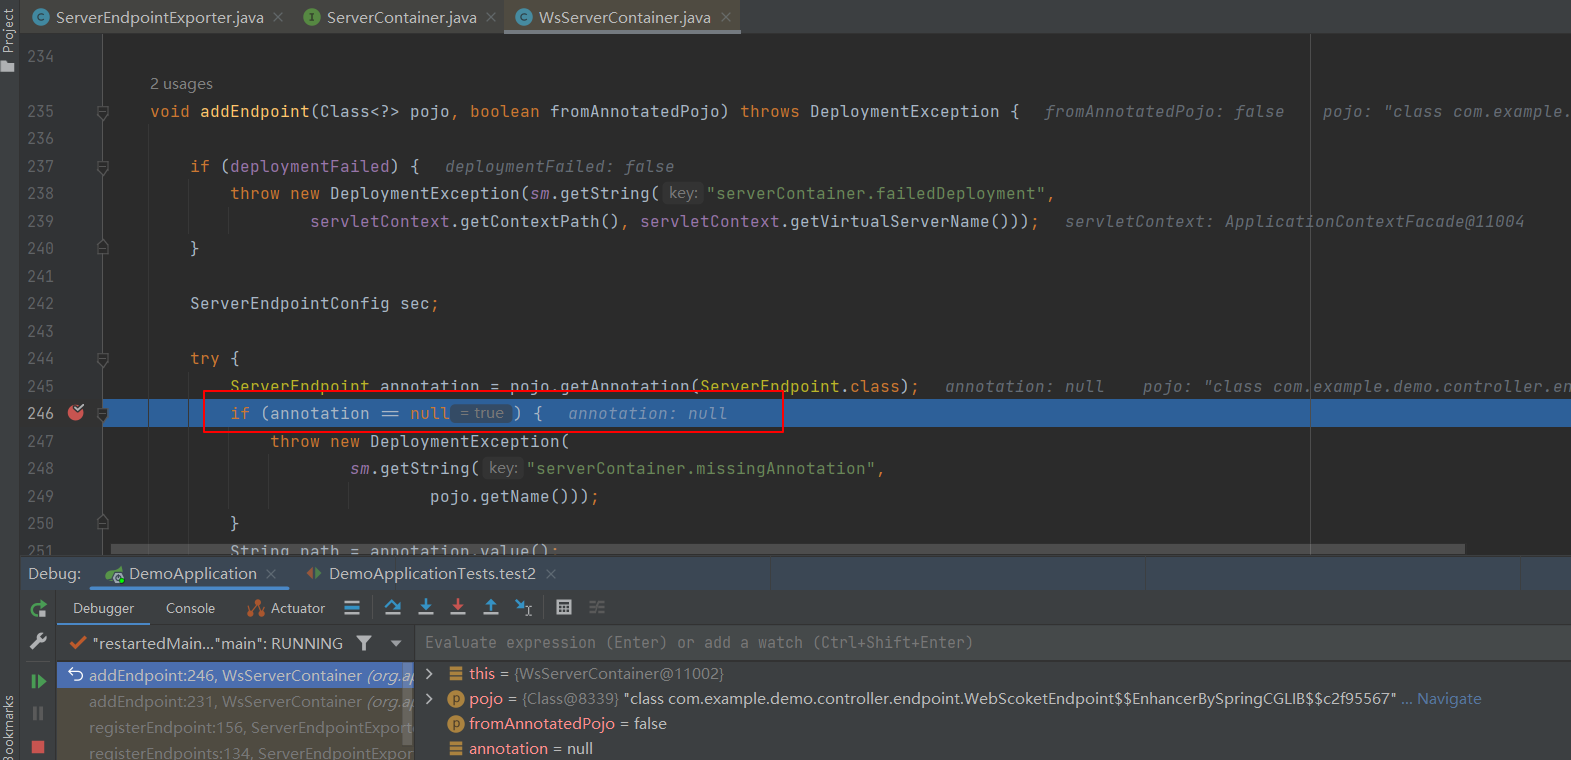 Project
ServerEndpointExporter.java
ServerContainer.java
WsServerContainer.java
234
2 usages
235 void addEndpoint(Class<?> pojo, boolean fromAnnotatedPojo) throws DeploymentException { fromAnnotatedPojo: false pojo: "class com.example.
236
237 if (deploymentFailed) { deploymentFailed: false
238 throw new DeploymentException(sm.getString( key: "serverContainer.failedDeployment",
239 servletContext.getContextPath(), servletContext.getVirtualServerName())); servletContext: ApplicationContextFacade@11004
240 }
241
242 ServerEndpointConfig sec;
243
244 try {
245 ServerEndpoint annotation = pojo.getAnnotation(ServerEndpoint.class); annotation: null pojo: "class com.example.demo.controller.en
246 if (annotation == null = true ) { annotation: null
247 throw new DeploymentException(
248 sm.getString( key: "serverContainer.missingAnnotation",
249 pojo.getName()));
250 }
251 String path = annotation.value();
Debug: DemoApplication DemoApplicationTests.test2
Debugger Console Actuator
"restartedMain..."main": RUNNING
Evaluate expression (Enter) or add a watch (Ctrl+Shift+Enter)
addEndpoint:246, WsServerContainer (org.ap
addEndpoint:231, WsServerContainer (org.ap
registerEndpoint:156, ServerEndpointExporte
registerEndpoints:134, ServerEndpointExpor
this = {WsServerContainer@11002}
pojo = {Class@8339} "class com.example.demo.controller.endpoint.WebScoketEndpoint$$EnhancerBySpringCGLIB$$c2f95567" ... Navigate
fromAnnotatedPojo = false
annotation = null
Bookmarks